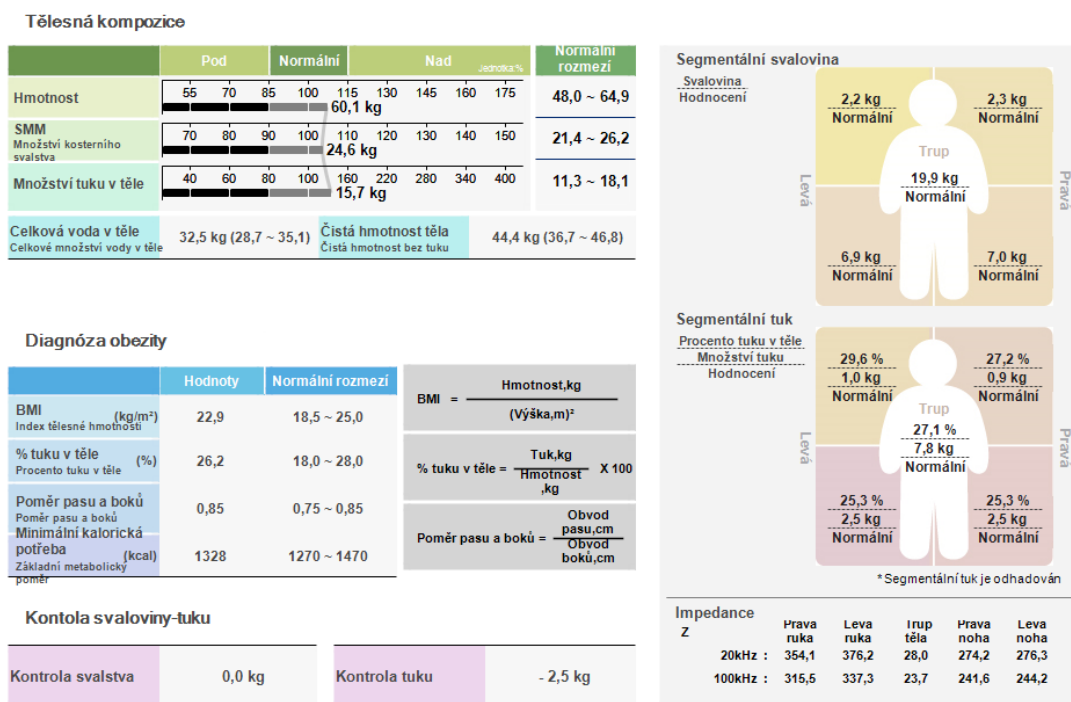 Tělesná kompozice
Pod Normální Nad Jednotka:% Normální rozmezí
Hmotnost 55 70 85 100 115 130 145 160 175 48,0 ~ 64,9
60,1 kg
SMM 70 80 90 100 110 120 130 140 150 21,4 ~ 26,2
Množství kosterního svalstva 24,6 kg
Množství tuku v těle 40 60 80 100 160 220 280 340 400 11,3 ~ 18,1
15,7 kg
Celková voda v těle 32,5 kg (28,7 ~ 35,1) Čistá hmotnost těla 44,4 kg (36,7 ~ 46,8)
Celkové množství vody v těle Čistá hmotnost bez tuku
Diagnóza obezity
Hodnoty Normální rozmezí
BMI (kg/m²) 22,9 18,5 ~ 25,0
Index tělesné hmotnosti
% tuku v těle (%) 26,2 18,0 ~ 28,0
Procento tuku v těle
Poměr pasu a boků 0,85 0,75 ~ 0,85
Poměr pasu a boků
Minimální kalorická
potřeba (kcal) 1328 1270 ~ 1470
Základní metabolický
poměr
BMI = Hmotnost,kg
(Výška,m)²
% tuku v těle = Tuk,kg X 100
Hmotnost
,kg
Poměr pasu a boků = Obvod
pasu,cm
Obvod
boků,cm
Kontola svaloviny-tuku
Kontrola svalstva 0,0 kg Kontrola tuku - 2,5 kg
Segmentální svalovina
Svalovina
Hodnocení
2,2 kg 2,3 kg
Normální Normální
Trup
19,9 kg
Normální
Levá Pravá
6,9 kg 7,0 kg
Normální Normální
Segmentální tuk
Procento tuku v těle
Množství tuku
Hodnocení
29,6 % 27,2 %
1,0 kg 0,9 kg
Normální Normální
Trup
27,1 %
7,8 kg
Normální
Levá Pravá
25,3 % 25,3 %
2,5 kg 2,5 kg
Normální Normální
* Segmentální tuk je odhadován
Impedance
Z Prava ruka Leva ruka Trup těla Prava noha Leva noha
20kHz : 354,1 376,2 28,0 274,2 276,3
100kHz : 315,5 337,3 23,7 241,6 244,2